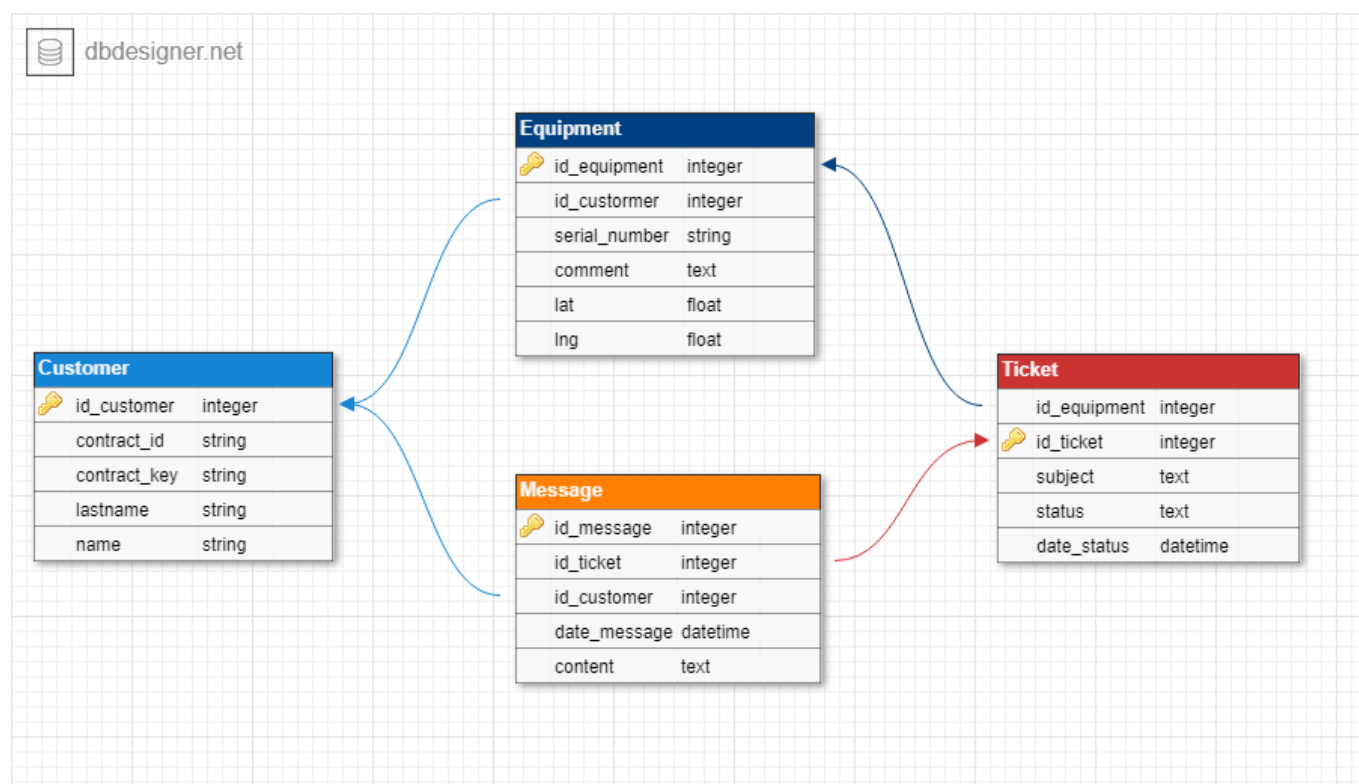 dbdesigner.net
Equipment
id_equipment integer
id_custormer integer
serial_number string
comment text
lat float
lng float
Customer
id_customer integer
contract_id string
contract_key string
lastname string
name string
Message
id_message integer
id_ticket integer
id_customer integer
date_message datetime
content text
Ticket
id_equipment integer
id_ticket integer
subject text
status text
date_status datetime